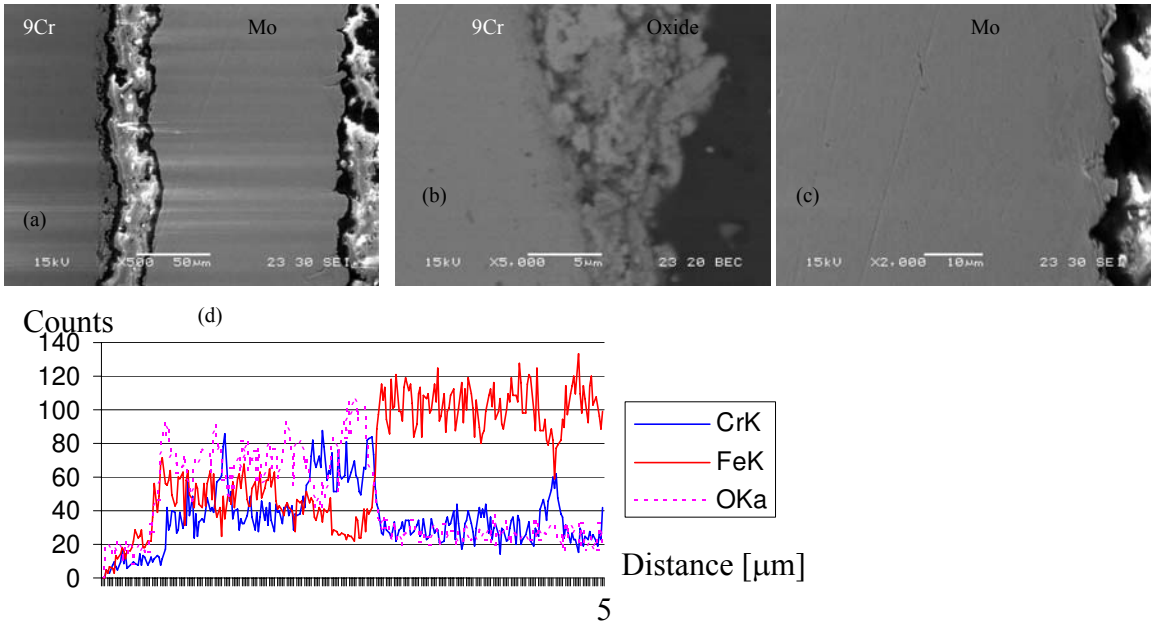 9Cr Mo
(a)
15kV X500 50μm 23 30 SEI
9Cr Oxide
(b)
15kV X5,000 5μm 23 20 BEC
Mo
(c)
15kV X2,000 10μm 23 30 SEI
Counts (d)
140
120
100
80
60
40
20
0
5
Distance [μm]
CrK
FeK
OKa